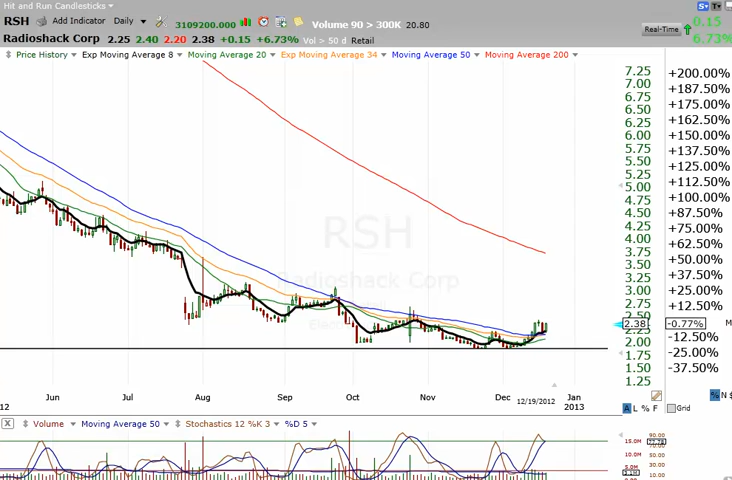 Hit and Run Candlesticks
RSH Add Indicator Daily 3109200.000 Volume 90 > 300K 20.80
Radioshack Corp 2.25 2.40 2.20 2.38 +0.15 +6.73% Vol > 50 d Retail
Real-Time 0.15
6.73%
Price History Exp Moving Average 8 Moving Average 20 Exp Moving Average 34 Moving Average 50 Moving Average 200
7.25 +200.00%
7.00 +187.50%
6.75 +175.00%
6.50 +162.50%
6.25 +150.00%
6.00 +137.50%
5.75 +125.00%
5.50 +112.50%
5.25 +100.00%
5.00 +87.50%
4.75 +75.00%
4.50 +62.50%
4.25 +50.00%
4.00 +37.50%
3.75 +25.00%
3.50 +12.50%
3.25
3.00
2.75
2.50
2.38 -0.77% M
2.25 -12.50%
2.00 -25.00%
1.75 -37.50%
1.50
1.25
RSH
Radioshack Corp
Jun Jul Aug Sep Oct Nov Dec 12/19/2012 Jan
12 2013
A L % F Grid % N $
X Volume Moving Average 50 Stochastics 12 %K 3 %D 5
15.0M 90.00
10.0M 50.00
5.0M 30.00
10.00